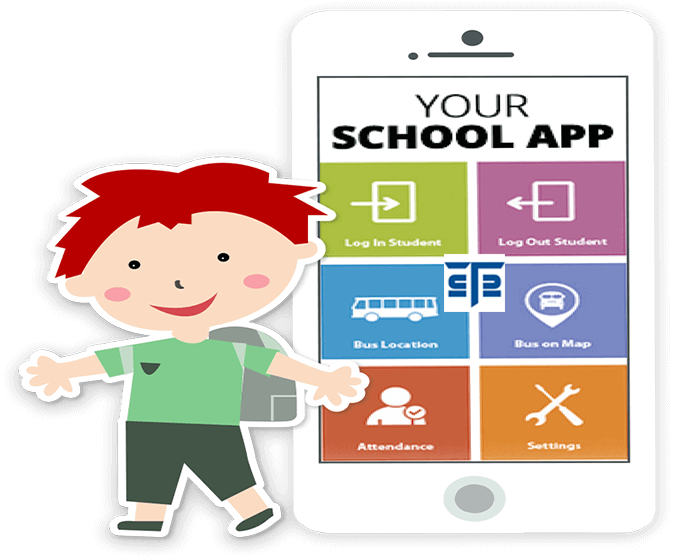 YOUR
SCHOOL APP
Log In Student
Log Out Student
Bus Location
Bus on Map
Attendance
Settings